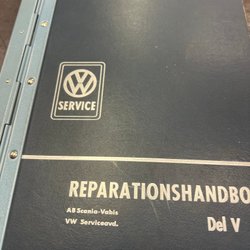 VW
SERVICE
REPARATIONSHANDBO
AB Scania-Vabis
VW Serviceavd.
Del V